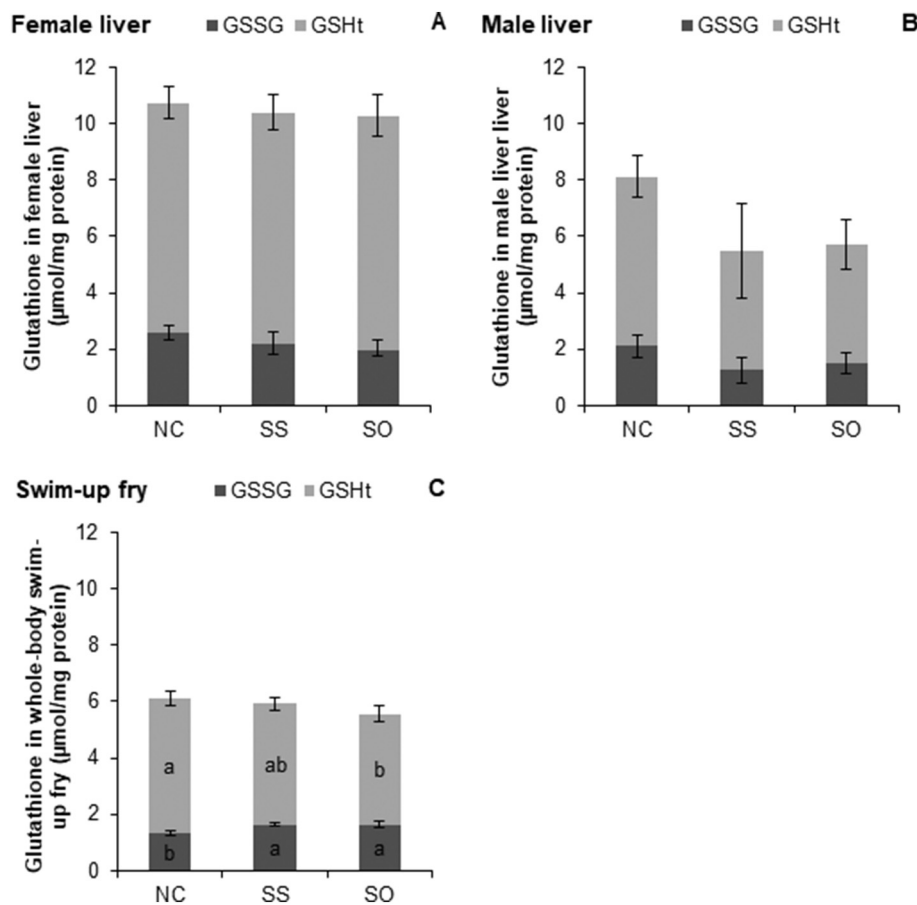 Female liver
GSSG GSHt
A
Glutathione in female liver
(µmol/mg protein)
12
10
8
6
4
2
0
NC SS SO
Male liver
GSSG GSHt
B
Glutathione in male liver liver
(µmol/mg protein)
12
10
8
6
4
2
0
NC SS SO
Swim-up fry
GSSG GSHt
C
Glutathione in whole-body swim-
up fry (µmol/mg protein)
12
10
8
6
4
2
0
a ab b
b a a
NC SS SO